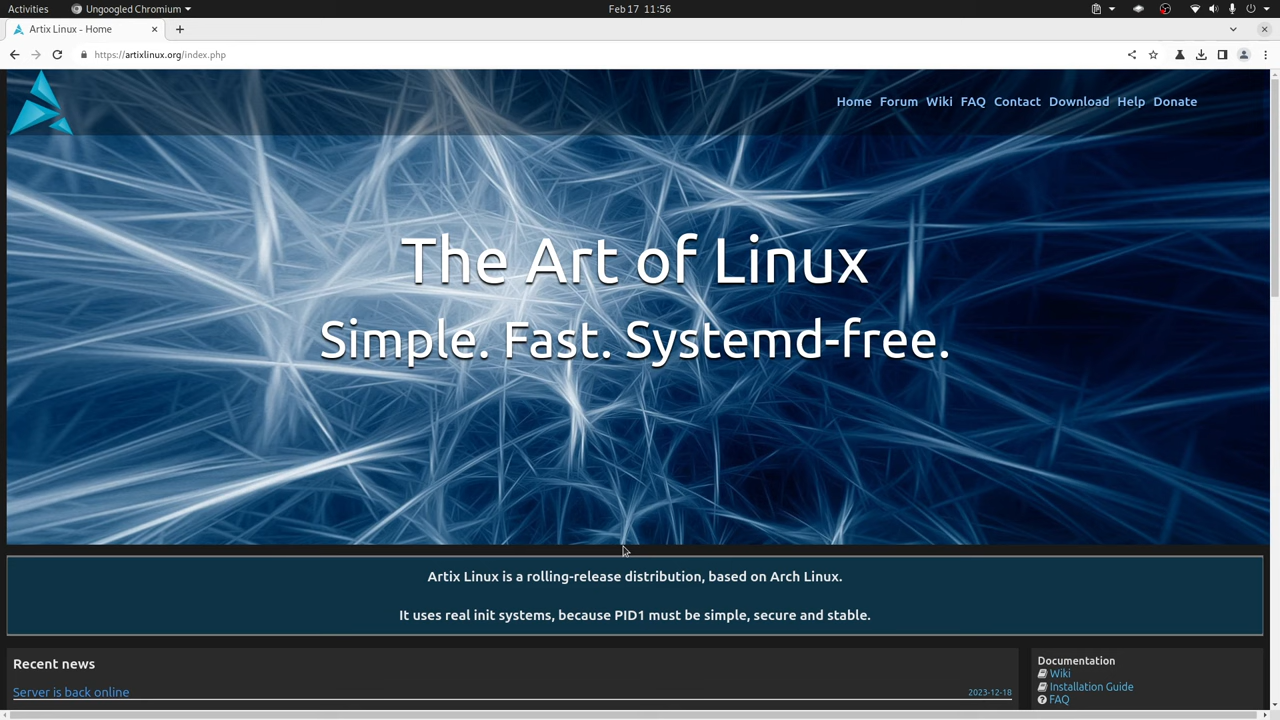 Activities
Ungoogled Chromium
Feb 17 11:56
Artix Linux - Home
https://artixlinux.org/index.php
Home Forum Wiki FAQ Contact Download Help Donate
The Art of Linux
Simple. Fast. Systemd-free.
Artix Linux is a rolling-release distribution, based on Arch Linux.
It uses real init systems, because PID1 must be simple, secure and stable.
Recent news
Server is back online
2023-12-18
Documentation
Wiki
Installation Guide
FAQ